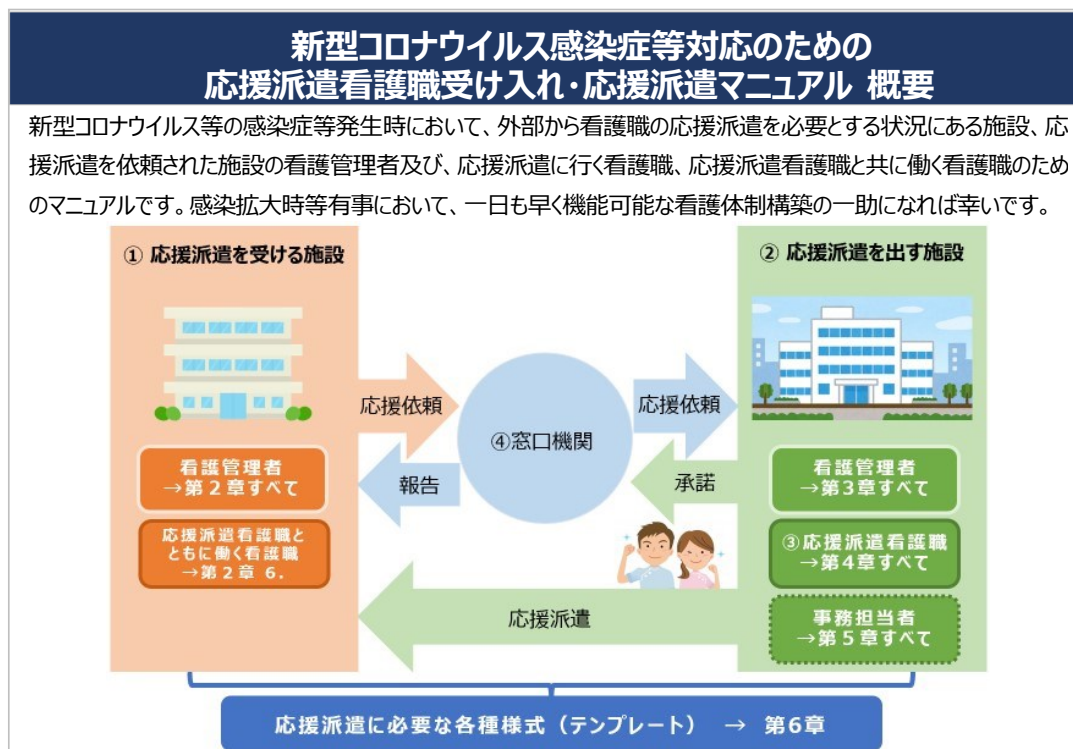 新型コロナウイルス感染症等対応のための
応援派遣看護職受け入れ・応援派遣マニュアル 概要
新型コロナウイルス等の感染症等発生時において、外部から看護職の応援派遣を必要とする状況にある施設、応
援派遣を依頼された施設の看護管理者及び、応援派遣に行く看護職、応援派遣看護職と共に働く看護職のため
のマニュアルです。感染拡大時等有事において、一日も早く機能可能な看護体制構築の一助になれば幸いです。
① 応援派遣を受ける施設
② 応援派遣を出す施設
応援依頼
④窓口機関
応援依頼
報告
承諾
看護管理者
→第２章すべて
応援派遣看護職と
ともに働く看護職
→第２章 6.
看護管理者
→第3章すべて
③応援派遣看護職
→第4章すべて
事務担当者
→第５章すべて
応援派遣
応援派遣に必要な各種様式（テンプレート） → 第6章